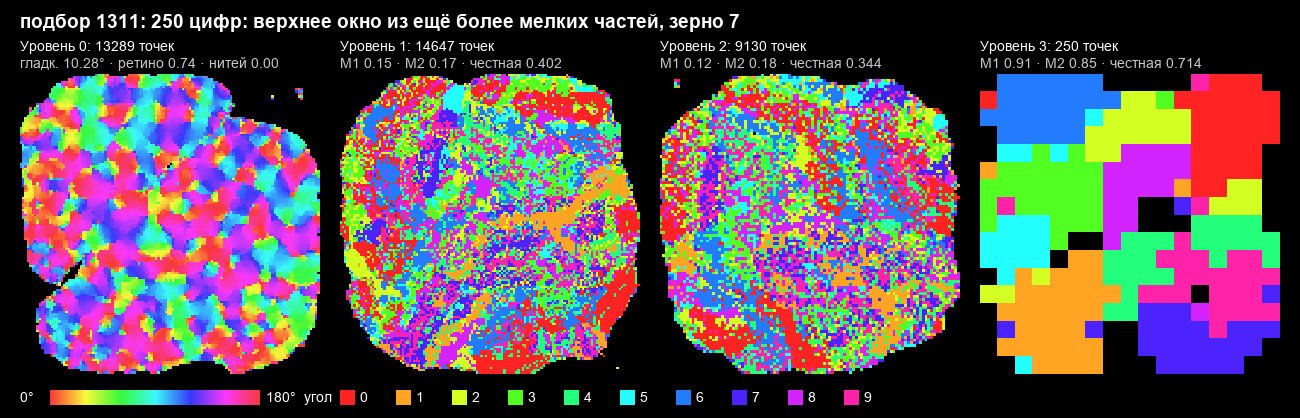 подбор 1311: 250 цифр: верхнее окно из ещё более мелких частей, зерно 7
Уровень 0: 13289 точек
гладк. 10.28° · ретино 0.74 · нитей 0.00
Уровень 1: 14647 точек
М1 0.15 · М2 0.17 · честная 0.402
Уровень 2: 9130 точек
М1 0.12 · М2 0.18 · честная 0.344
Уровень 3: 250 точек
М1 0.91 · М2 0.85 · честная 0.714
0° 180° угол 0 1 2 3 4 5 6 7 8 9